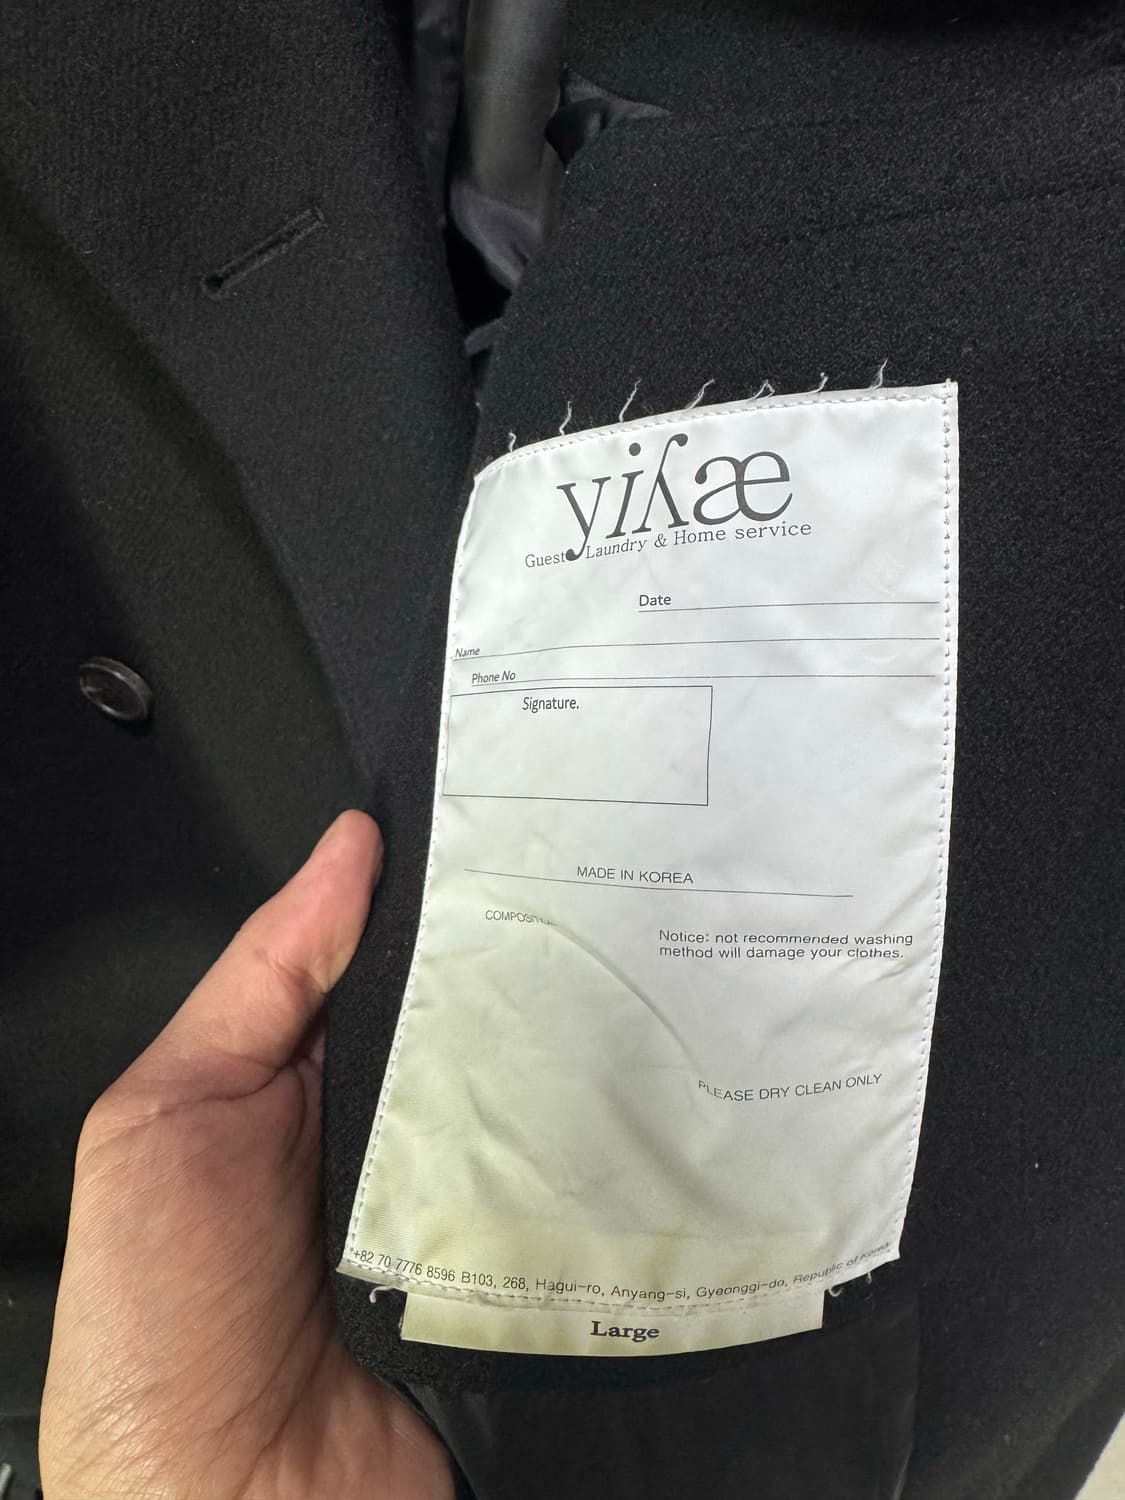 Guest Laundry & Home service
Date
Name
Phone No
Signature.
MADE IN KOREA
Notice: not recommended washing
method will damage your clothes.
PLEASE DRY CLEAN ONLY
+82 70 7776 8596 B103, 268, Hagui-ro, Anyang-si, Gyeonggi-do, Republic of Korea
Large